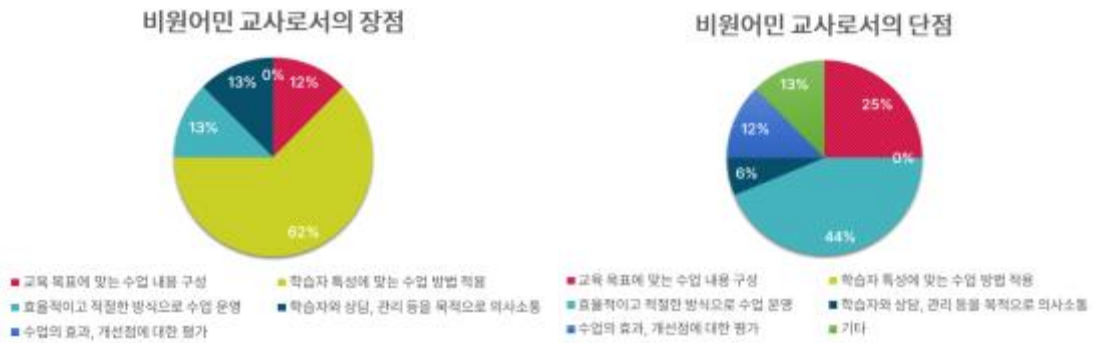 비원어민 교사로서의 장점
13%
0%
12%
13%
62%
교육 목표에 맞는 수업 내용 구성
학습자 특성에 맞는 수업 방법 적용
효율적이고 적절한 방식으로 수업 운영
학습자와 상담, 관리 등을 목적으로 의사소통
수업의 효과, 개선점에 대한 평가
비원어민 교사로서의 단점
13%
25%
12%
0%
6%
44%
교육 목표에 맞는 수업 내용 구성
학습자 특성에 맞는 수업 방법 적용
효율적이고 적절한 방식으로 수업 운영
학습자와 상담, 관리 등을 목적으로 의사소통
수업의 효과, 개선점에 대한 평가
기타